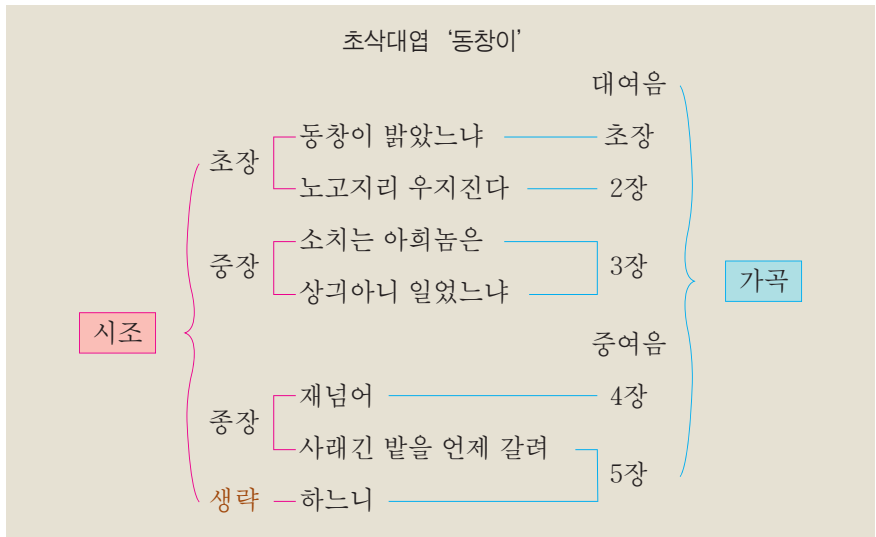 초삭대엽 ‘동창이’
대여음
초장 동창이 밝았느냐 초장
노고지리 우지진다 2장
중장 소치는 아희놈은 3장
상긔아니 일었느냐
가곡
시조
중여음
종장 재넘어 4장
사래긴 밭을 언제 갈려 5장
생략 하느니